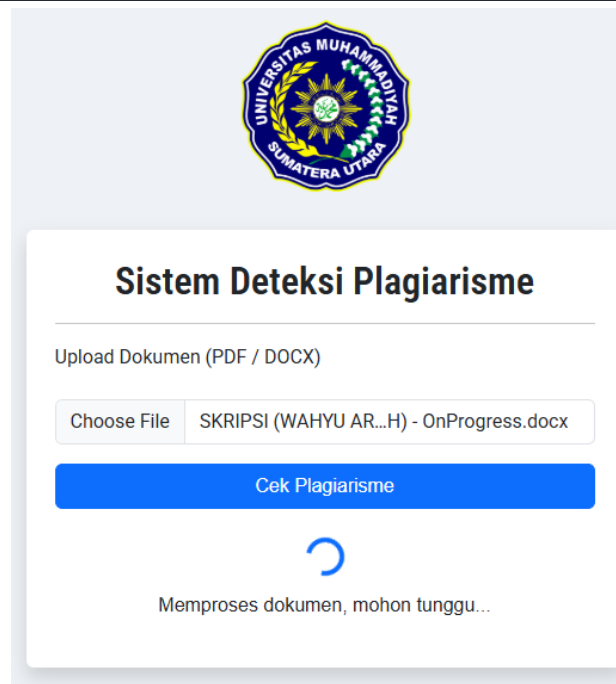 UNIVERSITAS MUHAMMADIYAH
SUMATERA UTARA
Sistem Deteksi Plagiarisme
Upload Dokumen (PDF / DOCX)
Choose File SKRIPSI (WAHYU AR...H) - OnProgress.docx
Cek Plagiarisme
Memproses dokumen, mohon tunggu...